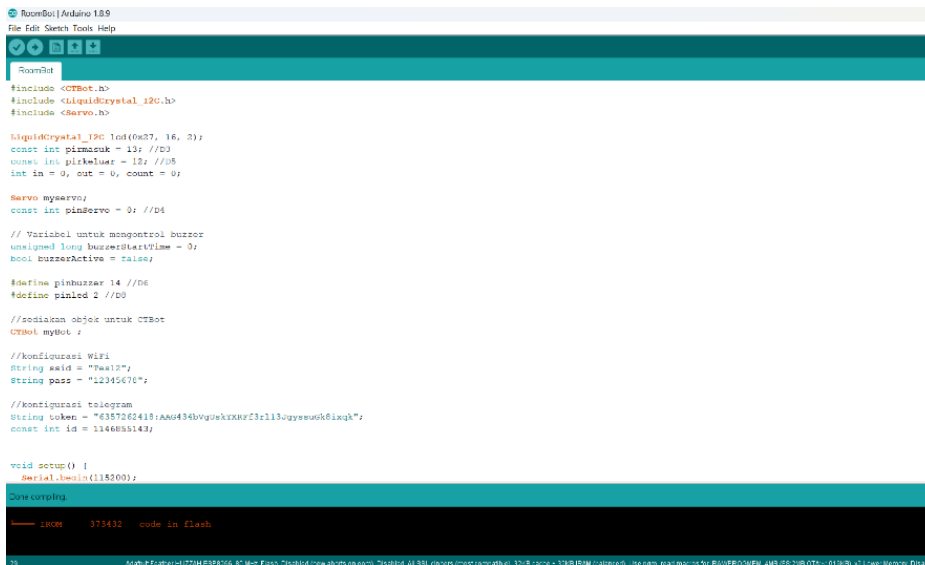 RoomBot | Arduino 1.8.9
File Edit Sketch Tools Help
RoomBot
#include <CTBot.h>
#include <LiquidCrystal_I2C.h>
#include <Servo.h>
LiquidCrystal_I2C lcd(0x27, 16, 2);
const int pirmasuk = 13; //D3
const int pirkeluar = 12; //D5
int in = 0, out = 0, count = 0;
Servo myservo;
const int pinServo = 0; //D4
// Variabel untuk mengontrol buzzer
unsigned long buzzerStartTime = 0;
bool buzzerActive = false;
#define pinbuzzer 14 //D6
#define pinled 2 //D8
//sediakan objek untuk CTBot
CTBot myBot ;
//konfigurasi WiFi
String ssid = "Tes12";
String pass = "12345678";
//konfigurasi telegram
String token =
const int id = 1146855143;
void setup() {
Serial.begin(115200);
Done compiling.
IROM 373432 code in flash